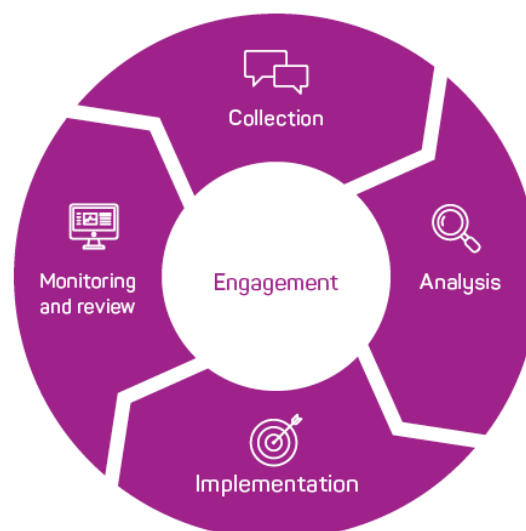 Collection
Engagement
Analysis
Monitoring
and review
Implementation